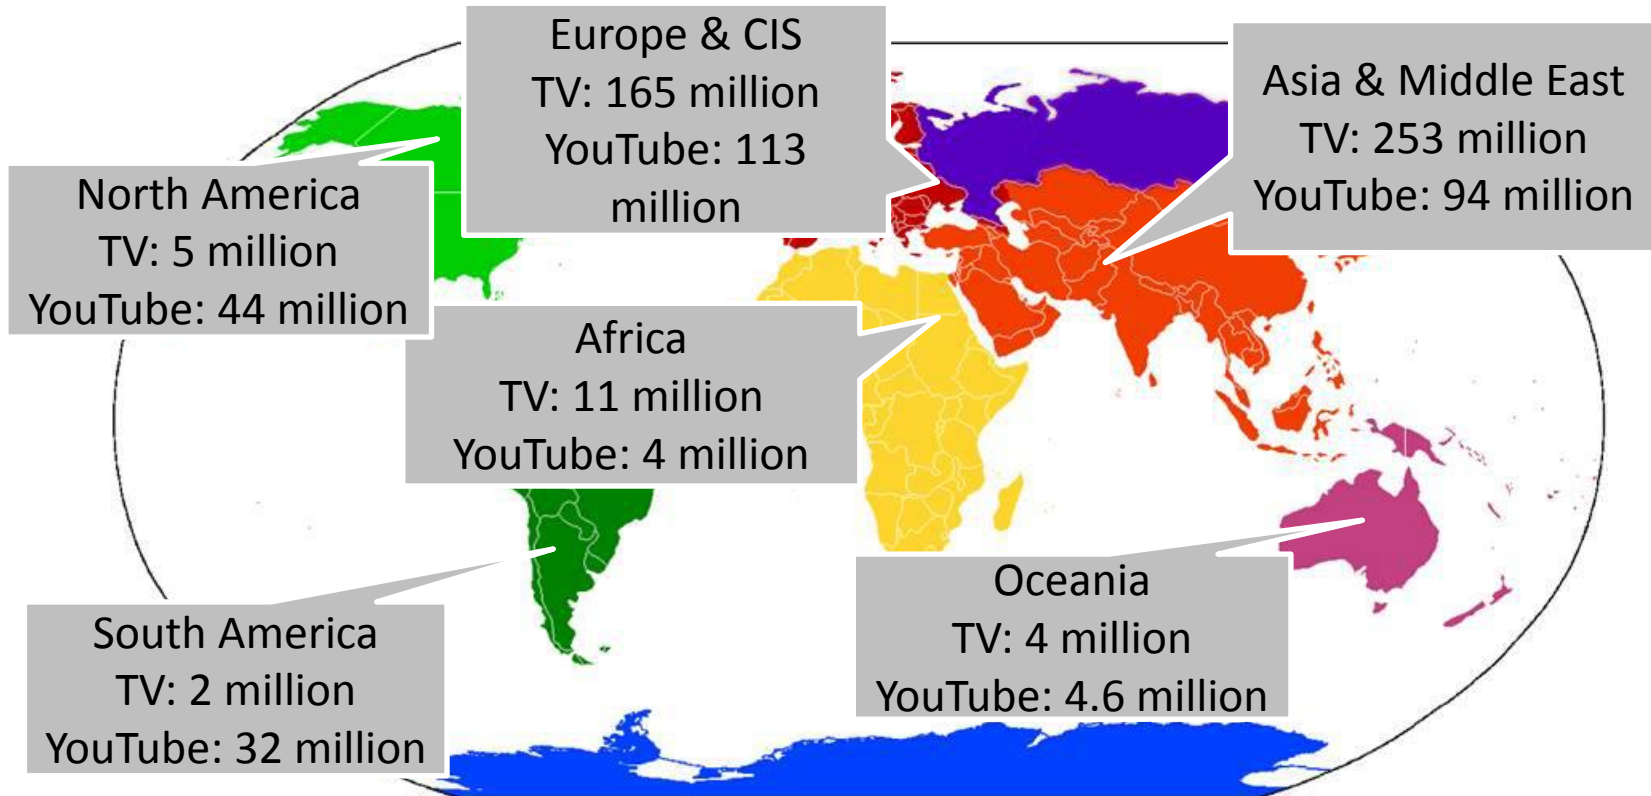 Europe & CIS
TV: 165 million
YouTube: 113
million
Asia & Middle East
TV: 253 million
YouTube: 94 million
North America
TV: 5 million
YouTube: 44 million
Africa
TV: 11 million
YouTube: 4 million
South America
TV: 2 million
YouTube: 32 million
Oceania
TV: 4 million
YouTube: 4.6 million